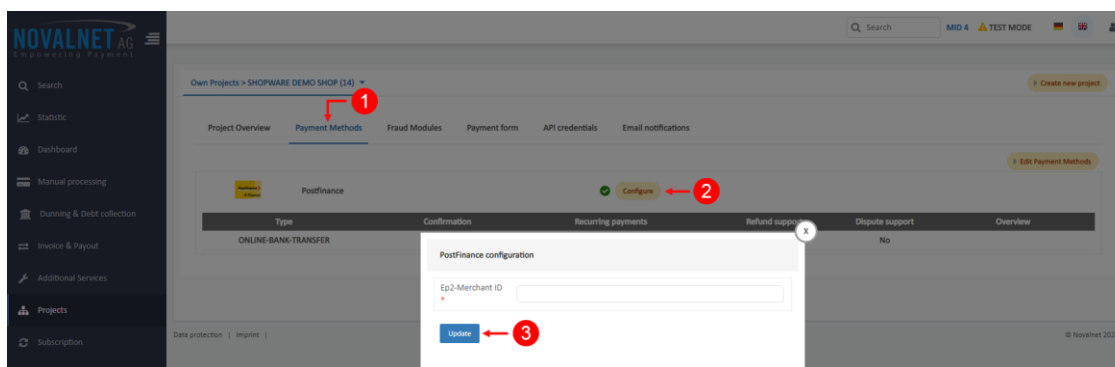 NOVALNET AG
Empowering Payment
Search
MID 4
TEST MODE
Search
Statistic
Dashboard
Manual processing
Dunning & Debt collection
Invoice & Payout
Additional Services
Projects
Subscription
Own Projects > SHOPWARE DEMO SHOP (14)
Create new project
1
Project Overview
Payment Methods
Fraud Modules
Payment form
API credentials
Email notifications
Edit Payment Methods
Postfinance
Configure
2
Type
Confirmation
Recurring payments
Refund support
Dispute support
Overview
ONLINE-BANK-TRANSFER
No
X
PostFinance configuration
Ep2-Merchant ID
*
Update
3
Data protection | Imprint |
© Novalnet 202